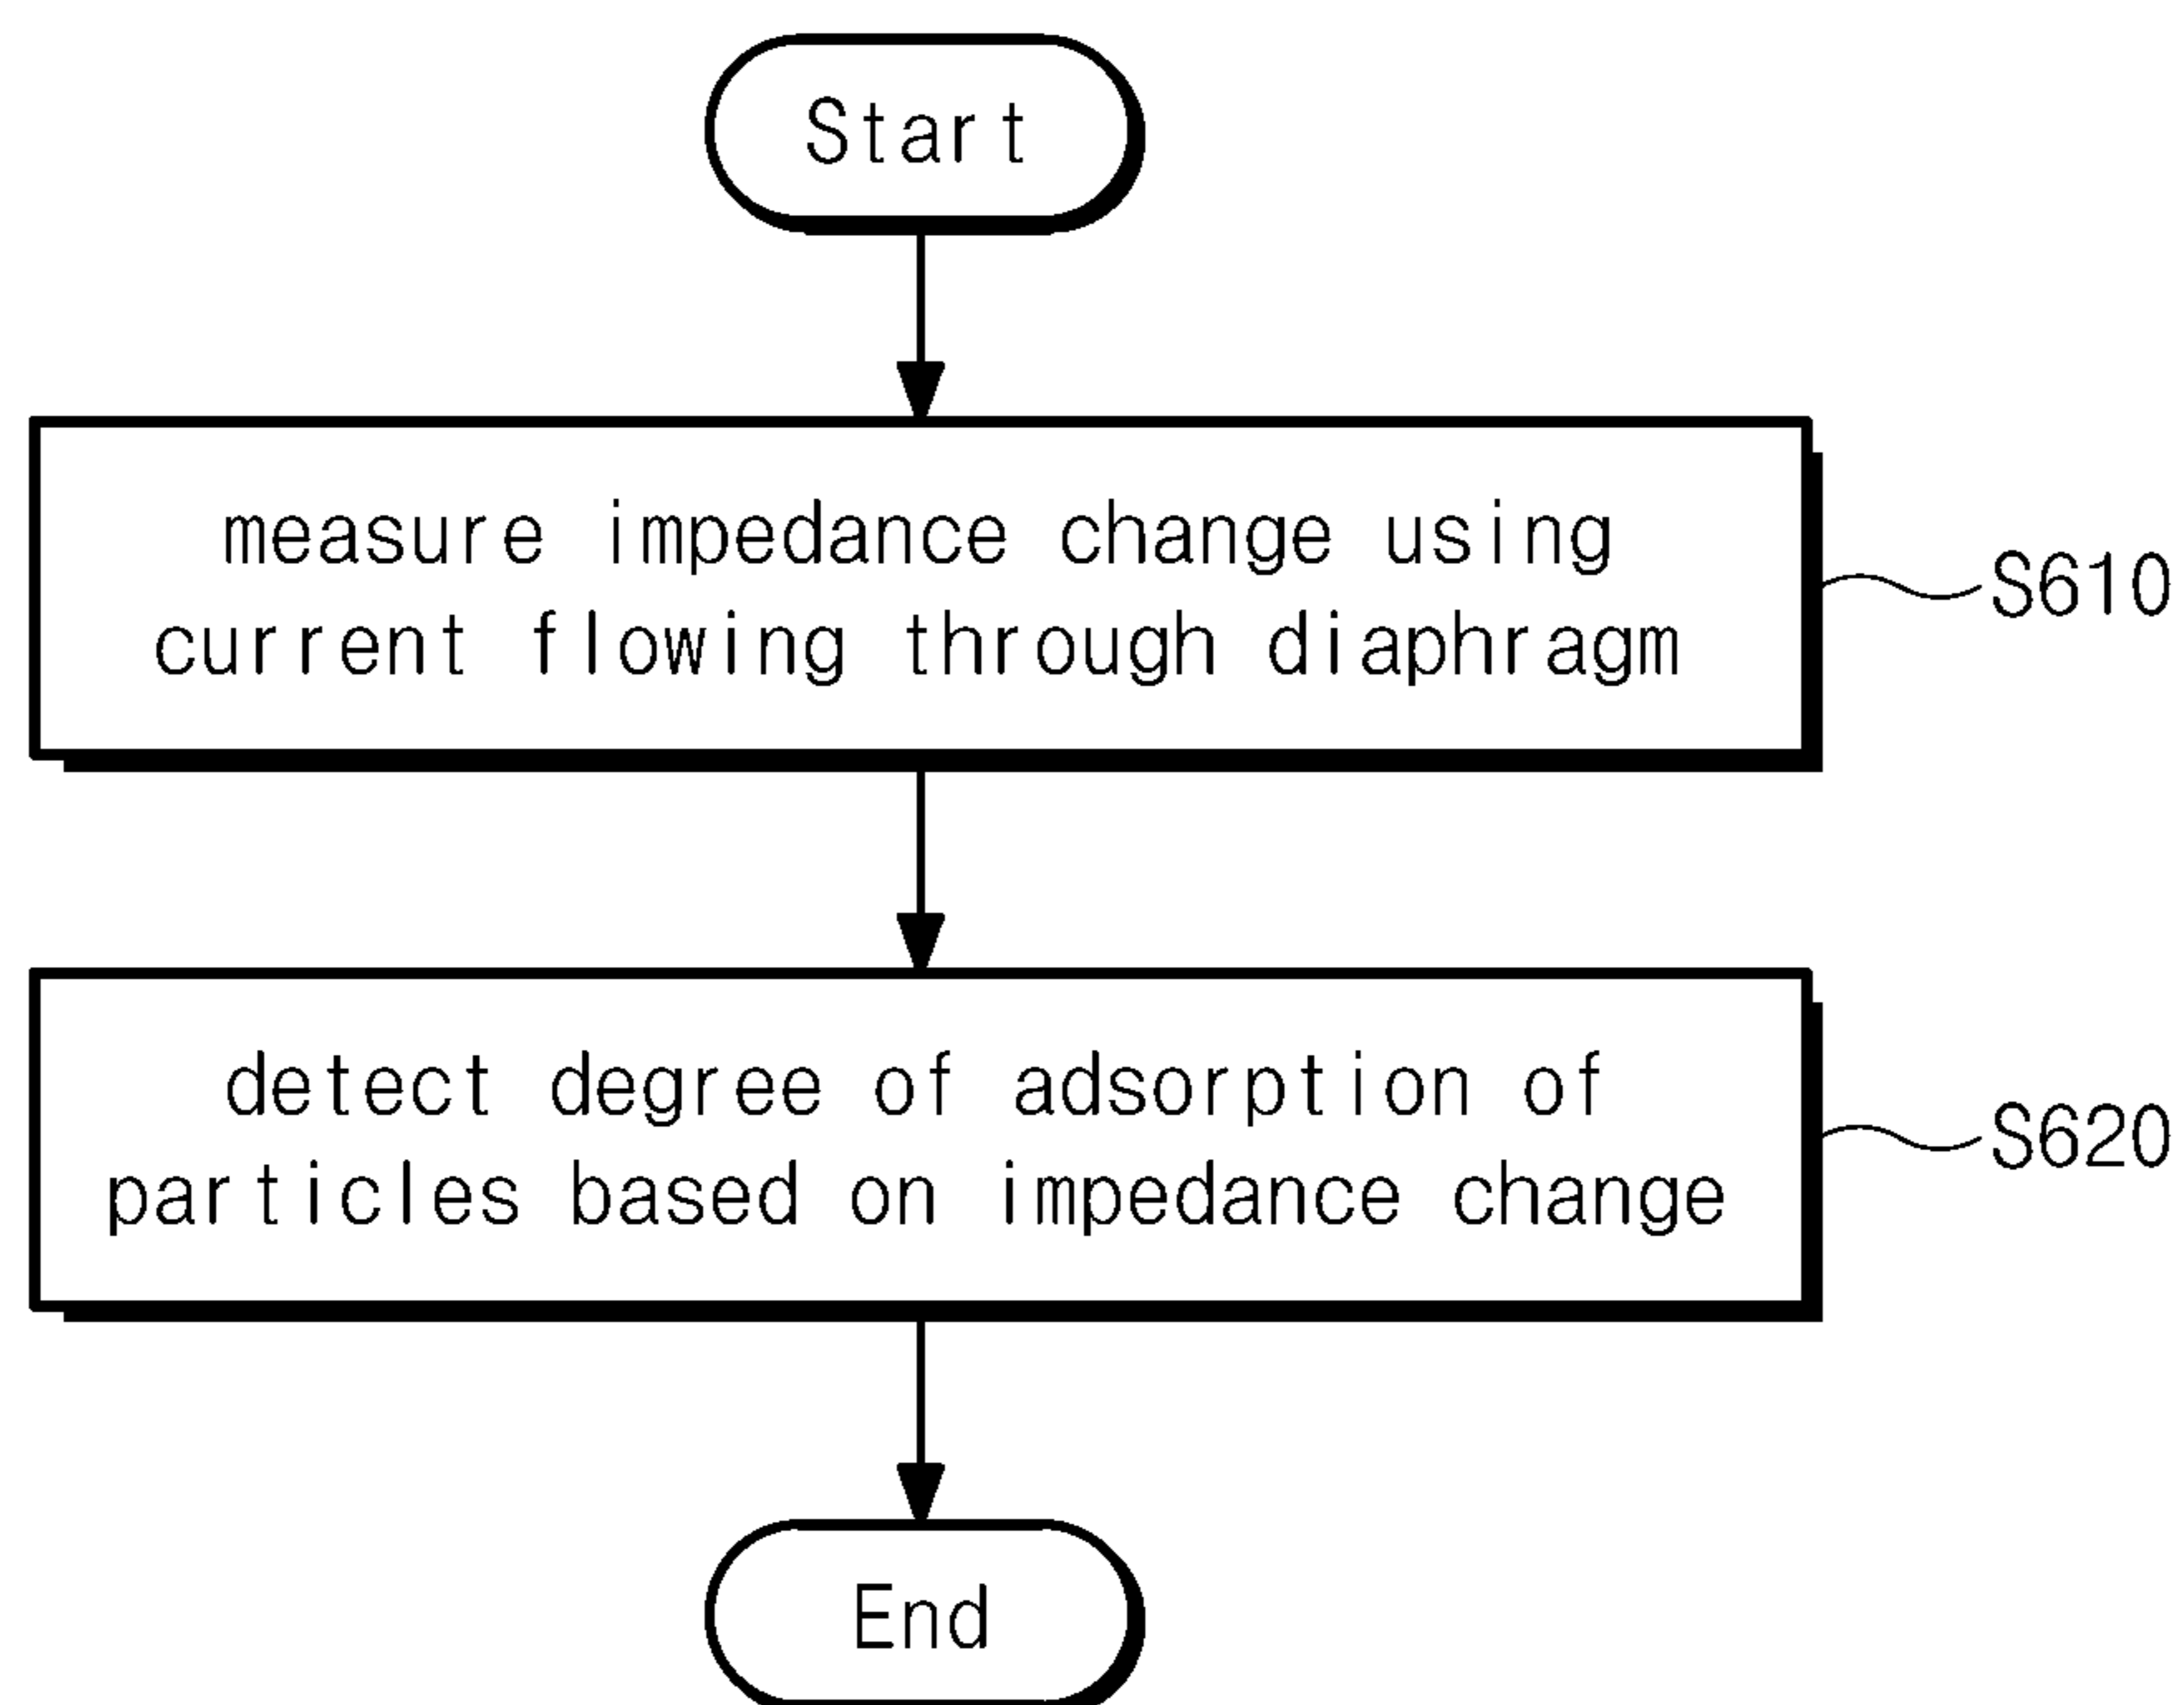 Start
measure impedance change using
current flowing through diaphragm
S610
detect degree of adsorption of
particles based on impedance change
S620
End